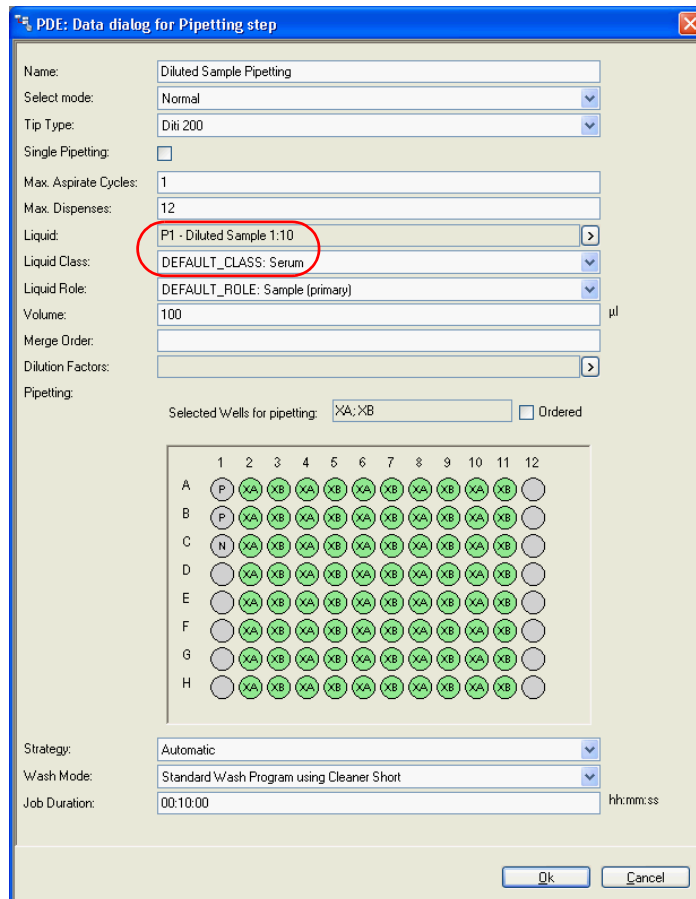 PDE: Data dialog for Pipetting step
Name: Diluted Sample Pipetting
Select mode: Normal
Tip Type: Diti 200
Single Pipetting:
Max. Aspirate Cycles: 1
Max. Dispenses: 12
Liquid: P1 - Diluted Sample 1:10 >
Liquid Class: DEFAULT_CLASS: Serum
Liquid Role: DEFAULT_ROLE: Sample (primary)
Volume: 100 µl
Merge Order:
Dilution Factors: >
Pipetting:
Selected Wells for pipetting: XA; XB Ordered
1 2 3 4 5 6 7 8 9 10 11 12
A P XA XB XA XB XA XB XA XB XA XB
B P XA XB XA XB XA XB XA XB XA XB
C N XA XB XA XB XA XB XA XB XA XB
D XA XB XA XB XA XB XA XB XA XB
E XA XB XA XB XA XB XA XB XA XB
F XA XB XA XB XA XB XA XB XA XB
G XA XB XA XB XA XB XA XB XA XB
H XA XB XA XB XA XB XA XB XA XB
Strategy: Automatic
Wash Mode: Standard Wash Program using Cleaner Short
Job Duration: 00:10:00 hh:mm:ss
Ok Cancel